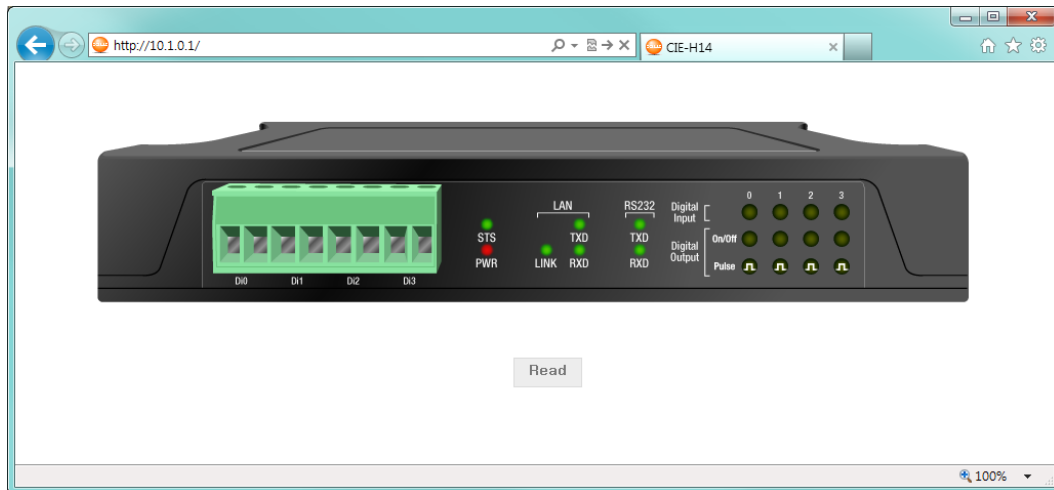 http://10.1.0.1/
CIE-H14
LAN
RS232
Digital
Input
0 1 2 3
STS
TXD
TXD
Digital
Output
On/Off
PWR
LINK RXD
RXD
Pulse
Di0 Di1 Di2 Di3
Read
100%